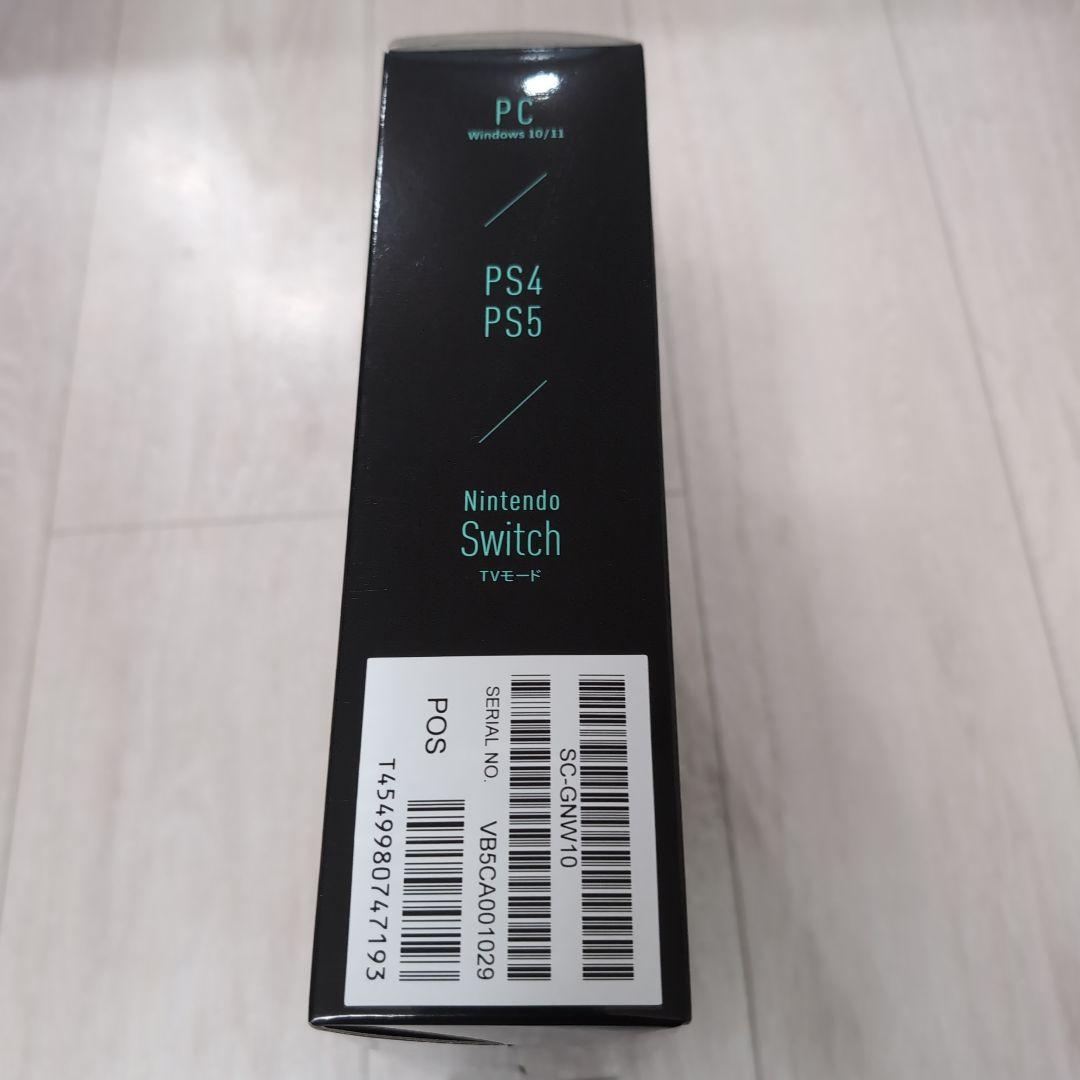 PC
Windows 10/11
PS4
PS5
Nintendo
Switch
TVモード
SC-GNW10
SERIAL NO. VB5CA001029
POS
T4549980747193